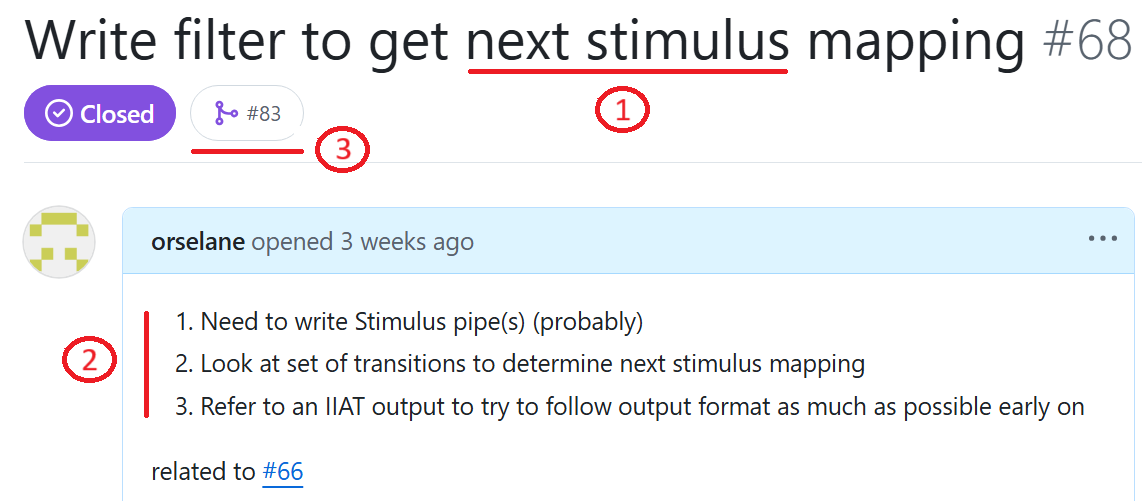 Write filter to get next stimulus mapping #68
1
Closed #83
3
orselane opened 3 weeks ago
2
1. Need to write Stimulus pipe(s) (probably)
2. Look at set of transitions to determine next stimulus mapping
3. Refer to an IIAT output to try to follow output format as much as possible early on
related to #66